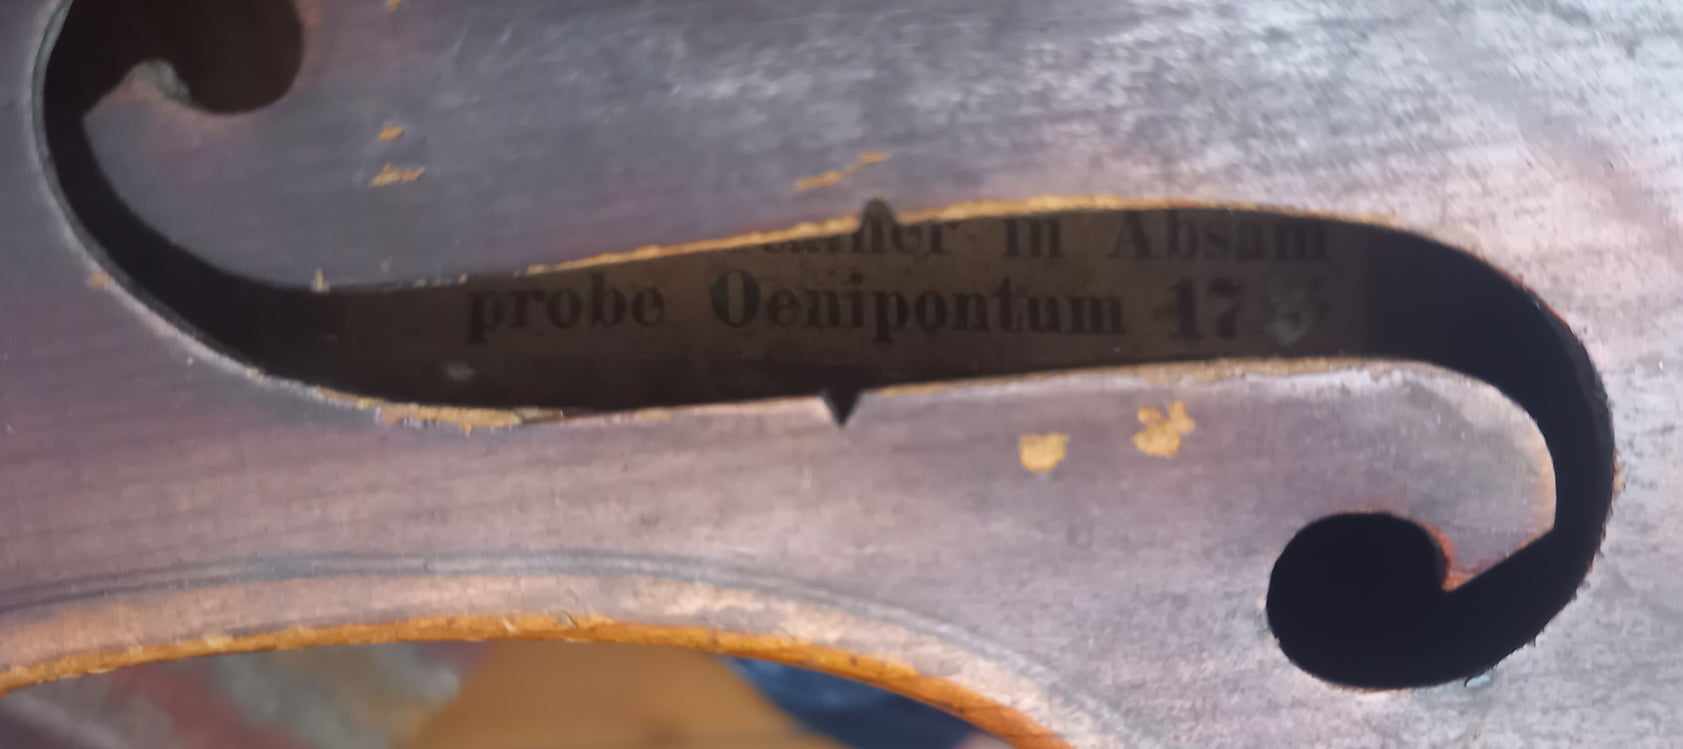 in Absam
probe Oenipontum 17